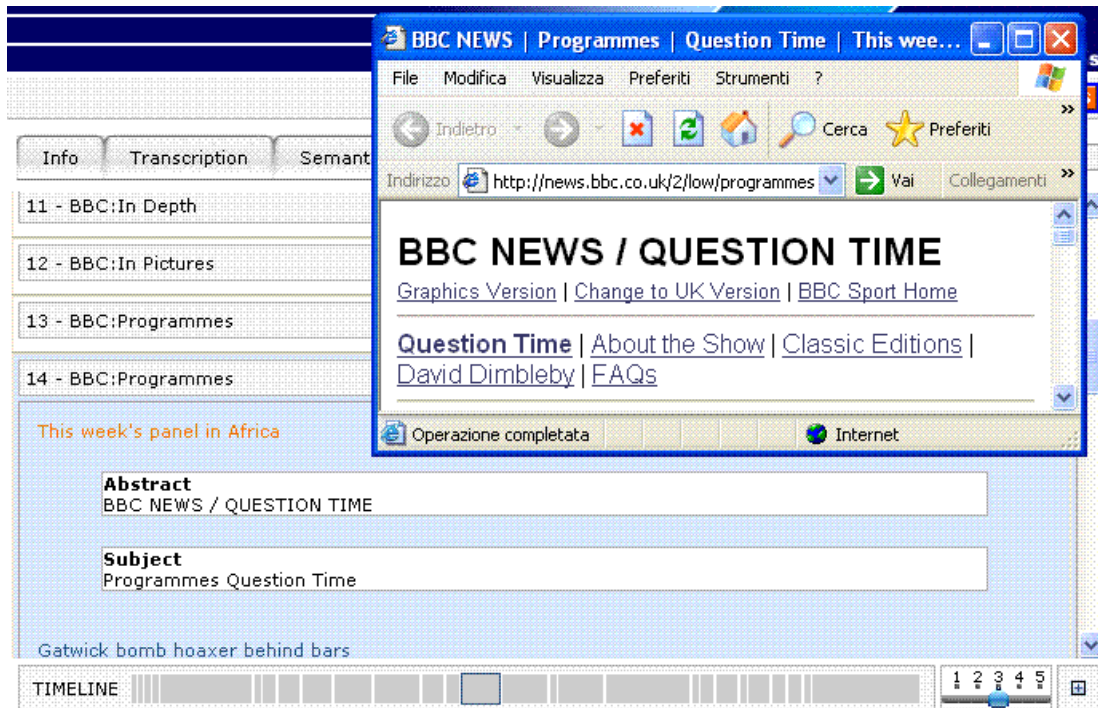 BBC NEWS | Programmes | Question Time | This wee...
File Modifica Visualizza Preferiti Strumenti ?
Indietro Cerca Preferiti »
Indirizzo http://news.bbc.co.uk/2/low/programmes Vai Collegamenti »
BBC NEWS / QUESTION TIME
Graphics Version | Change to UK Version | BBC Sport Home
Question Time | About the Show | Classic Editions |
David Dimbleby | FAQs
Operazione completata Internet
Info Transcription Semant
11 - BBC:In Depth
12 - BBC:In Pictures
13 - BBC:Programmes
14 - BBC:Programmes
This week's panel in Africa
Abstract
BBC NEWS / QUESTION TIME
Subject
Programmes Question Time
Gatwick bomb hoaxer behind bars
TIMELINE 1 2 3 4 5